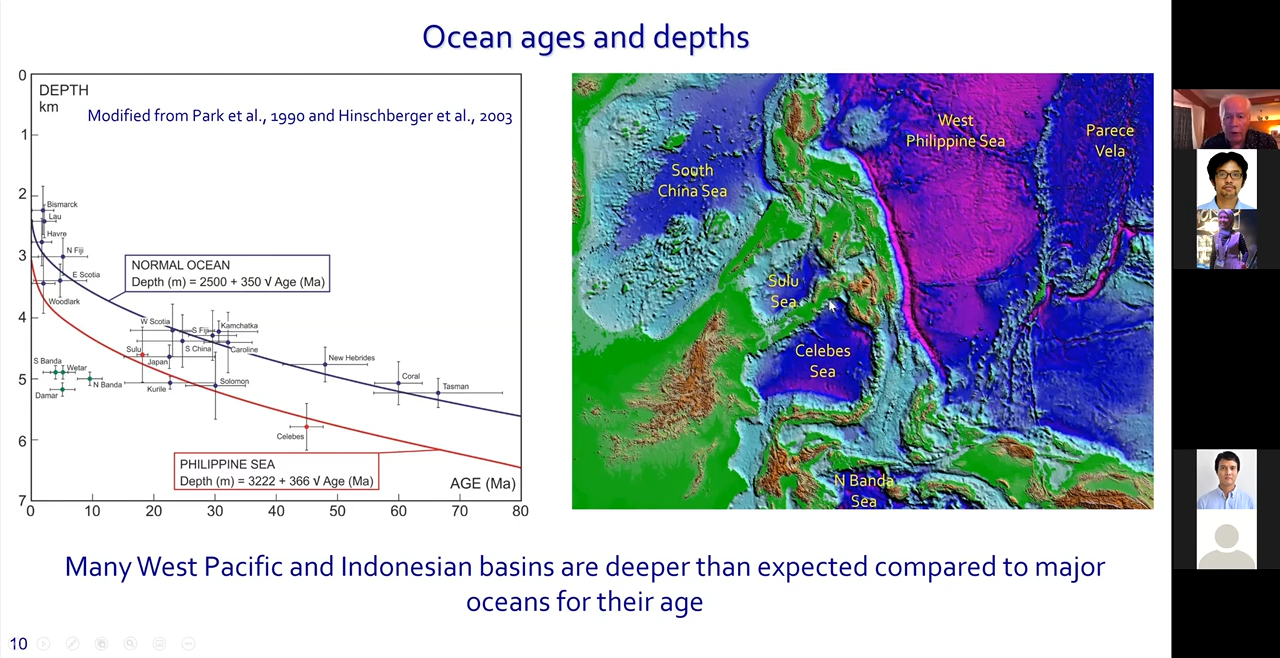 Ocean ages and depths
0
DEPTH
km
Modified from Park et al., 1990 and Hinschberger et al., 2003
1
2
Bismarck
Lau
Havre
3
N Fiji
E Scotia
Woodlark
NORMAL OCEAN
Depth (m) = 2500 + 350 √ Age (Ma)
4
W Scotia
S Fiji
Kamchatka
Sulu
Japan
S China
Caroline
S Banda
Wetar
New Hebrides
5
N Banda
Damar
Kurile
Solomon
Coral
Tasman
6
Celebes
PHILIPPINE SEA
Depth (m) = 3222 + 366 √ Age (Ma)
AGE (Ma)
7
0 10 20 30 40 50 60 70 80
West
Philippine Sea
Parece
Vela
South
China Sea
Sulu
Sea
Celebes
Sea
N Banda
Sea
Many West Pacific and Indonesian basins are deeper than expected compared to major
oceans for their age
10